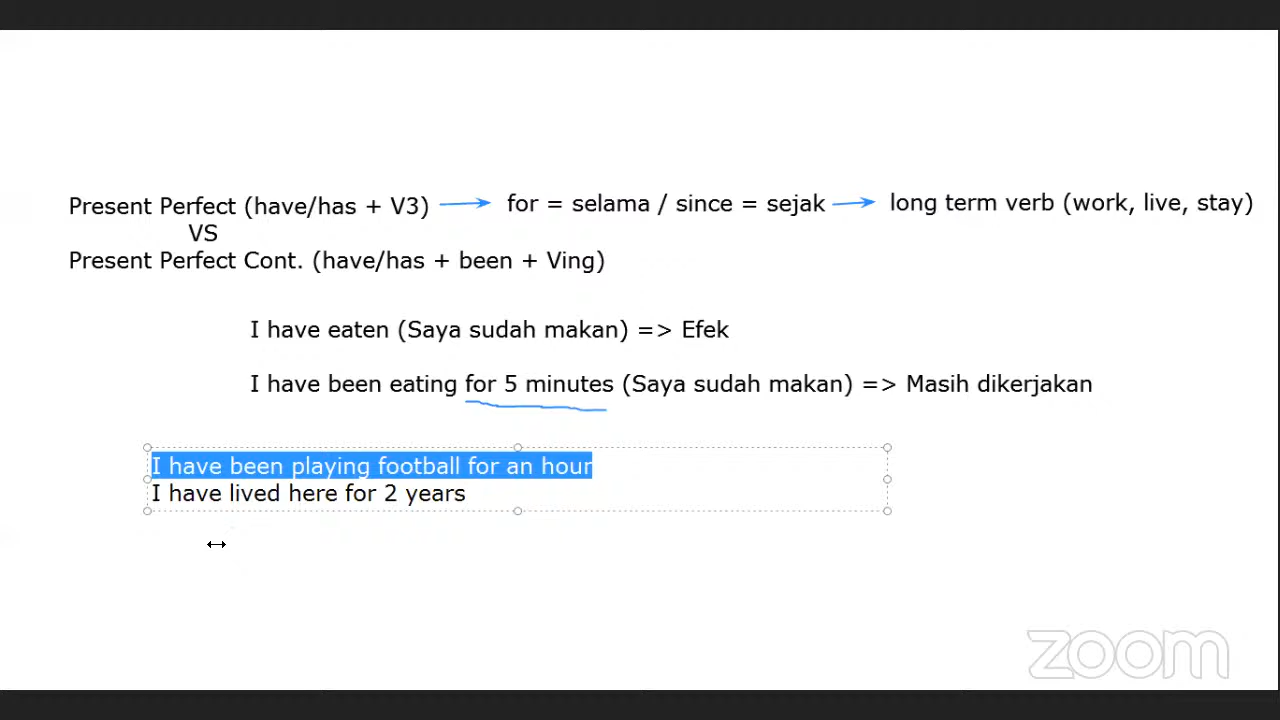 Present Perfect (have/has + V3) for = selama / since = sejak long term verb (work, live, stay)
VS
Present Perfect Cont. (have/has + been + Ving)
I have eaten (Saya sudah makan) => Efek
I have been eating for 5 minutes (Saya sudah makan) => Masih dikerjakan
I have been playing football for an hour
I have lived here for 2 years
zoom